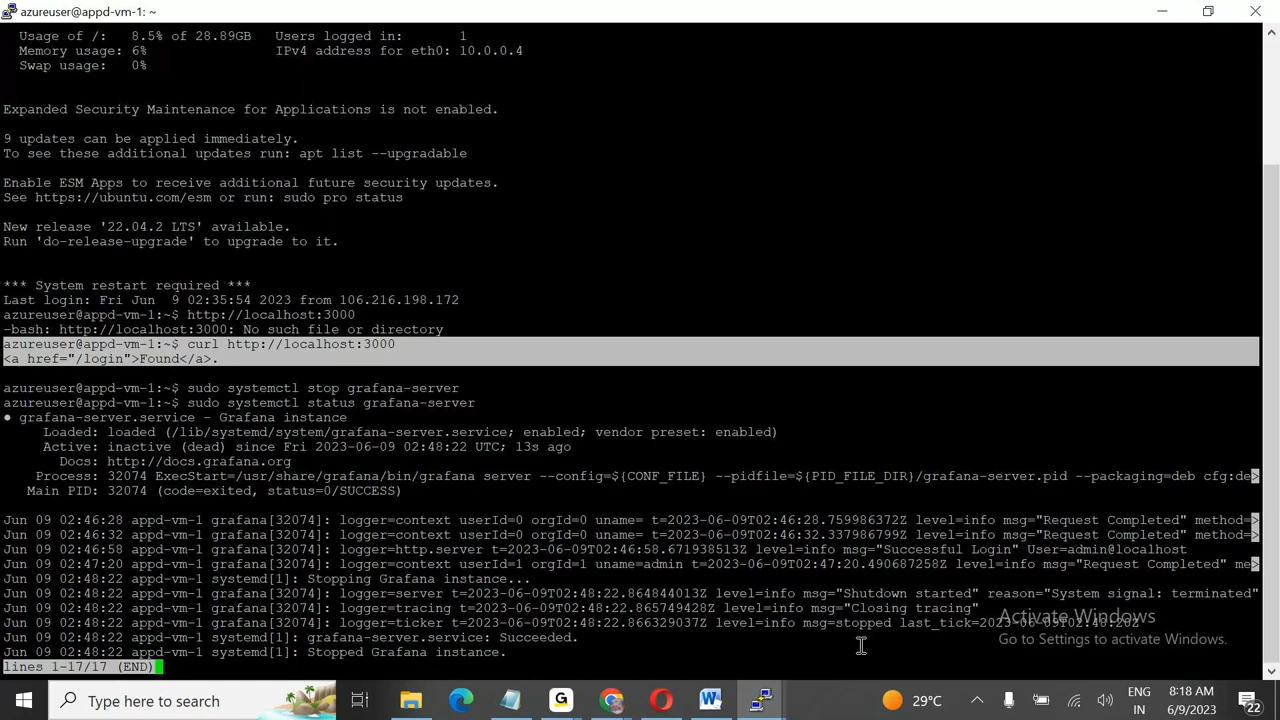 azureuser@appd-vm-1: ~
Usage of /: 8.5% of 28.89GB Users logged in: 1
Memory usage: 6% IPv4 address for eth0: 10.0.0.4
Swap usage: 0%
Expanded Security Maintenance for Applications is not enabled.
9 updates can be applied immediately.
To see these additional updates run: apt list --upgradable
Enable ESM Apps to receive additional future security updates.
See https://ubuntu.com/esm or run: sudo pro status
New release '22.04.2 LTS' available.
Run 'do-release-upgrade' to upgrade to it.
*** System restart required ***
Last login: Fri Jun  9 02:35:54 2023 from 106.216.198.172
azureuser@appd-vm-1:~$ http://localhost:3000
-bash: http://localhost:3000: No such file or directory
azureuser@appd-vm-1:~$ curl http://localhost:3000
<a href="/login">Found</a>.
azureuser@appd-vm-1:~$ sudo systemctl stop grafana-server
azureuser@appd-vm-1:~$ sudo systemctl status grafana-server
● grafana-server.service - Grafana instance
Loaded: loaded (/lib/systemd/system/grafana-server.service; enabled; vendor preset: enabled)
Active: inactive (dead) since Fri 2023-06-09 02:48:22 UTC; 13s ago
Docs: http://docs.grafana.org
Process: 32074 ExecStart=/usr/share/grafana/bin/grafana server --config=${CONF_FILE} --pidfile=${PID_FILE_DIR}/grafana-server.pid --packaging=deb cfg:de>
Main PID: 32074 (code=exited, status=0/SUCCESS)
Jun 09 02:46:28 appd-vm-1 grafana[32074]: logger=context userId=0 orgId=0 uname= t=2023-06-09T02:46:28.759986372Z level=info msg="Request Completed" method=>
Jun 09 02:46:32 appd-vm-1 grafana[32074]: logger=context userId=0 orgId=0 uname= t=2023-06-09T02:46:32.337986799Z level=info msg="Request Completed" method=>
Jun 09 02:46:58 appd-vm-1 grafana[32074]: logger=http.server t=2023-06-09T02:46:58.671938513Z level=info msg="Successful Login" User=admin@localhost
Jun 09 02:47:20 appd-vm-1 grafana[32074]: logger=context userId=1 orgId=1 uname=admin t=2023-06-09T02:47:20.490687258Z level=info msg="Request Completed" me>
Jun 09 02:48:22 appd-vm-1 systemd[1]: Stopping Grafana instance...
Jun 09 02:48:22 appd-vm-1 grafana[32074]: logger=server t=2023-06-09T02:48:22.864844013Z level=info msg="Shutdown started" reason="System signal: terminated"
Jun 09 02:48:22 appd-vm-1 grafana[32074]: logger=tracing t=2023-06-09T02:48:22.865749428Z level=info msg="Closing tracing"
Jun 09 02:48:22 appd-vm-1 grafana[32074]: logger=ticker t=2023-06-09T02:48:22.866329037Z level=info msg=stopped
Jun 09 02:48:22 appd-vm-1 systemd[1]: grafana-server.service: Succeeded.
Jun 09 02:48:22 appd-vm-1 systemd[1]: Stopped Grafana instance.
lines 1-17/17 (END)
Activate Windows
Go to Settings to activate Windows.
Type here to search
29°C
ENG
IN
8:18 AM
6/9/2023
22